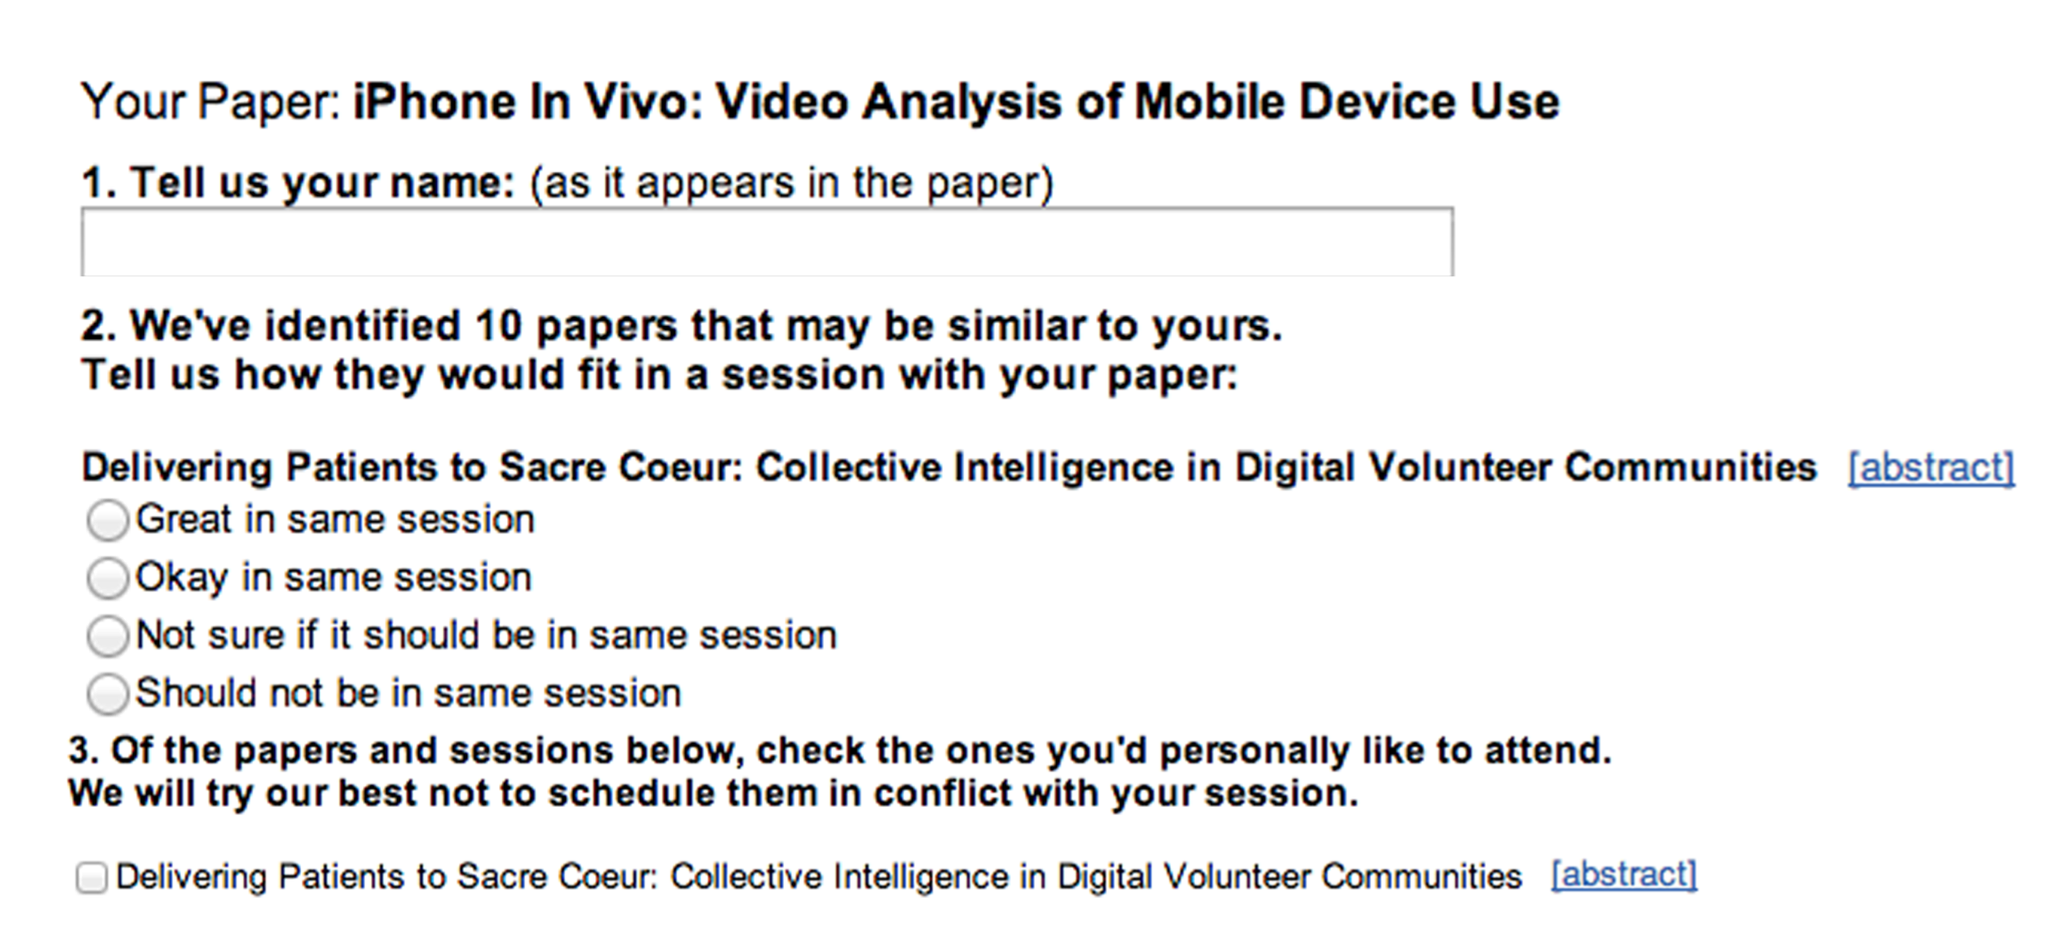 Your Paper: iPhone In Vivo: Video Analysis of Mobile Device Use
1. Tell us your name: (as it appears in the paper)
2. We've identified 10 papers that may be similar to yours.
Tell us how they would fit in a session with your paper:
Delivering Patients to Sacre Coeur: Collective Intelligence in Digital Volunteer Communities [abstract]
Great in same session
Okay in same session
Not sure if it should be in same session
Should not be in same session
3. Of the papers and sessions below, check the ones you'd personally like to attend.
We will try our best not to schedule them in conflict with your session.
Delivering Patients to Sacre Coeur: Collective Intelligence in Digital Volunteer Communities [abstract]